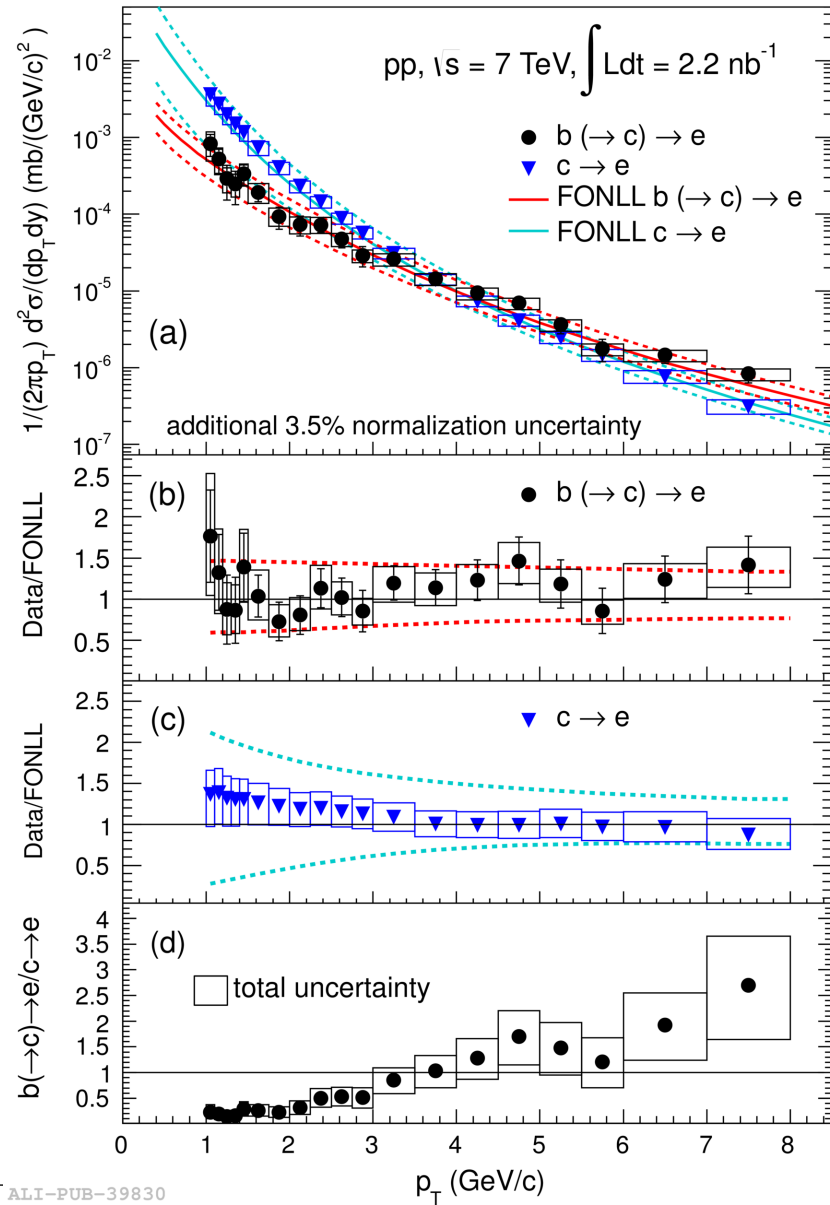 pp, √s = 7 TeV, ∫ Ldt = 2.2 nb⁻¹
b (→ c) → e
c → e
FONLL b (→ c) → e
FONLL c → e
1/(2πp_T) d²σ/(dp_T dy) (mb/(GeV/c)²)
10⁻²
10⁻³
10⁻⁴
10⁻⁵
10⁻⁶
10⁻⁷
(a)
additional 3.5% normalization uncertainty
Data/FONLL
2.5
2
1.5
1
0.5
(b)
b (→ c) → e
Data/FONLL
2.5
2
1.5
1
0.5
(c)
c → e
b(→c)→e/c→e
4
3.5
3
2.5
2
1.5
1
0.5
(d)
total uncertainty
0 1 2 3 4 5 6 7 8
p_T (GeV/c)
ALI-PUB-39830